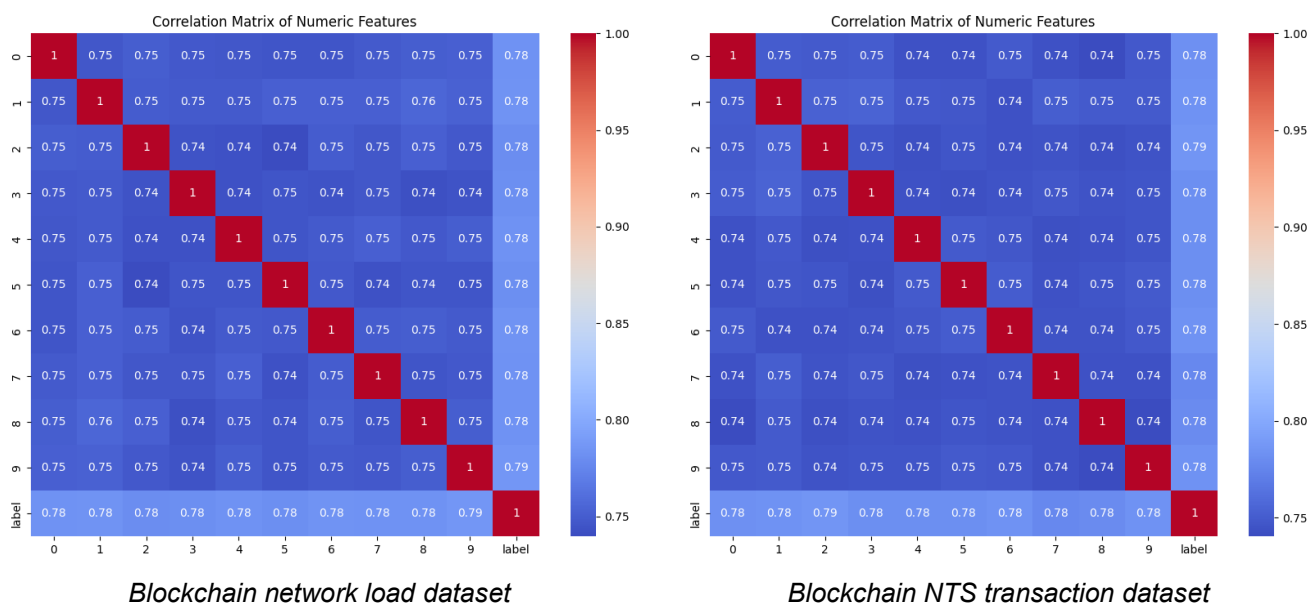 Correlation Matrix of Numeric Features
0 1 0.75 0.75 0.75 0.75 0.75 0.75 0.75 0.75 0.75 0.78
1 0.75 1 0.75 0.75 0.75 0.75 0.75 0.75 0.76 0.75 0.78
2 0.75 0.75 1 0.74 0.74 0.74 0.75 0.75 0.75 0.75 0.78
3 0.75 0.75 0.74 1 0.74 0.75 0.74 0.75 0.74 0.74 0.78
4 0.75 0.75 0.74 0.74 1 0.75 0.75 0.75 0.75 0.75 0.78
5 0.75 0.75 0.74 0.75 0.75 1 0.75 0.74 0.74 0.75 0.78
6 0.75 0.75 0.75 0.74 0.75 0.75 1 0.75 0.75 0.75 0.78
7 0.75 0.75 0.75 0.75 0.75 0.74 0.75 1 0.75 0.75 0.78
8 0.75 0.76 0.75 0.74 0.75 0.74 0.75 0.75 1 0.75 0.78
9 0.75 0.75 0.75 0.74 0.75 0.75 0.75 0.75 0.75 1 0.79
label 0.78 0.78 0.78 0.78 0.78 0.78 0.78 0.78 0.78 0.79 1
0 1 2 3 4 5 6 7 8 9 label
1.00
0.95
0.90
0.85
0.80
0.75
Blockchain network load dataset
Correlation Matrix of Numeric Features
0 1 0.75 0.75 0.75 0.74 0.74 0.75 0.74 0.74 0.75 0.78
1 0.75 1 0.75 0.75 0.75 0.75 0.74 0.75 0.75 0.75 0.78
2 0.75 0.75 1 0.75 0.74 0.75 0.74 0.74 0.75 0.75 0.79
3 0.75 0.75 0.75 1 0.74 0.74 0.75 0.75 0.74 0.75 0.78
4 0.74 0.75 0.74 0.74 1 0.75 0.75 0.74 0.74 0.74 0.78
5 0.74 0.75 0.75 0.74 0.75 1 0.75 0.74 0.75 0.75 0.78
6 0.75 0.74 0.74 0.75 0.75 0.75 1 0.74 0.74 0.75 0.78
7 0.74 0.75 0.74 0.75 0.74 0.74 0.74 1 0.74 0.74 0.78
8 0.74 0.75 0.75 0.74 0.74 0.75 0.74 0.74 1 0.74 0.78
9 0.75 0.75 0.75 0.75 0.74 0.75 0.75 0.74 0.74 1 0.78
label 0.78 0.78 0.79 0.78 0.78 0.78 0.78 0.78 0.78 0.78 1
0 1 2 3 4 5 6 7 8 9 label
1.00
0.95
0.90
0.85
0.80
0.75
Blockchain NTS transaction dataset